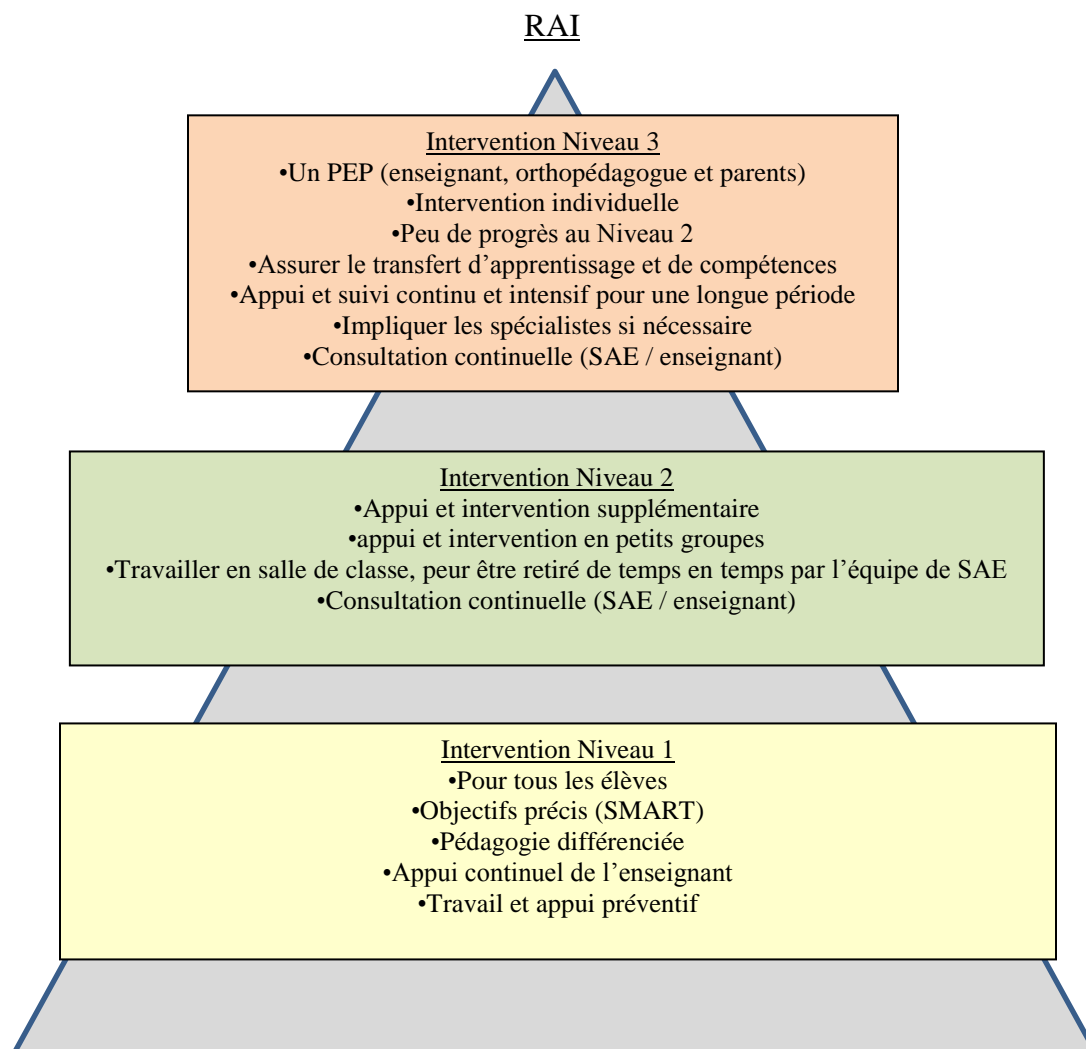 RAI
Intervention Niveau 3
•Un PEP (enseignant, orthopédagogue et parents)
•Intervention individuelle
•Peu de progrès au Niveau 2
•Assurer le transfert d’apprentissage et de compétences
•Appui et suivi continu et intensif pour une longue période
•Impliquer les spécialistes si nécessaire
•Consultation continuelle (SAE / enseignant)
Intervention Niveau 2
•Appui et intervention supplémentaire
•appui et intervention en petits groupes
•Travailler en salle de classe, peur être retiré de temps en temps par l’équipe de SAE
•Consultation continuelle (SAE / enseignant)
Intervention Niveau 1
•Pour tous les élèves
•Objectifs précis (SMART)
•Pédagogie différenciée
•Appui continuel de l’enseignant
•Travail et appui préventif